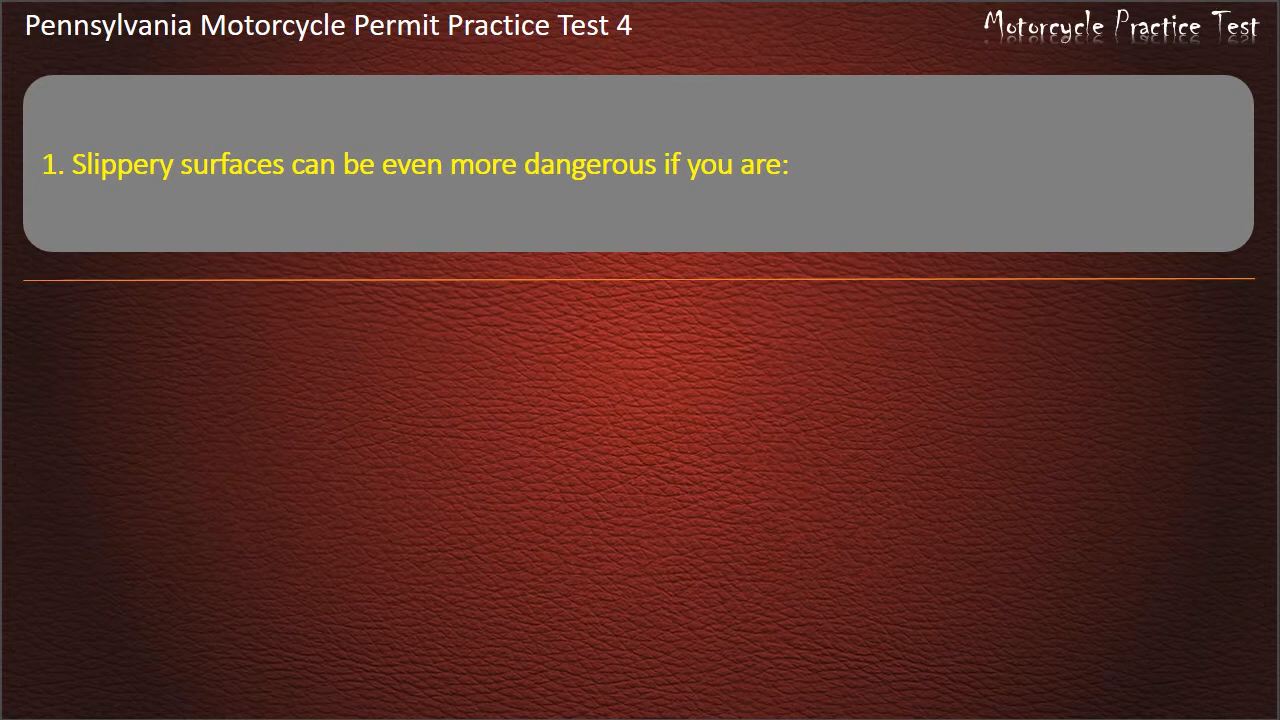 Pennsylvania Motorcycle Permit Practice Test 4
Motorcycle Practice Test
1. Slippery surfaces can be even more dangerous if you are: